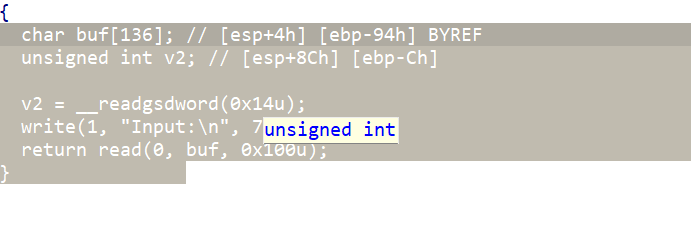 {
char buf[136]; // [esp+4h] [ebp-94h] BYREF
unsigned int v2; // [esp+8Ch] [ebp-Ch]
v2 = __readgsdword(0x14u);
write(1, "Input:\n", 7
unsigned int
return read(0, buf, 0x100u);
}